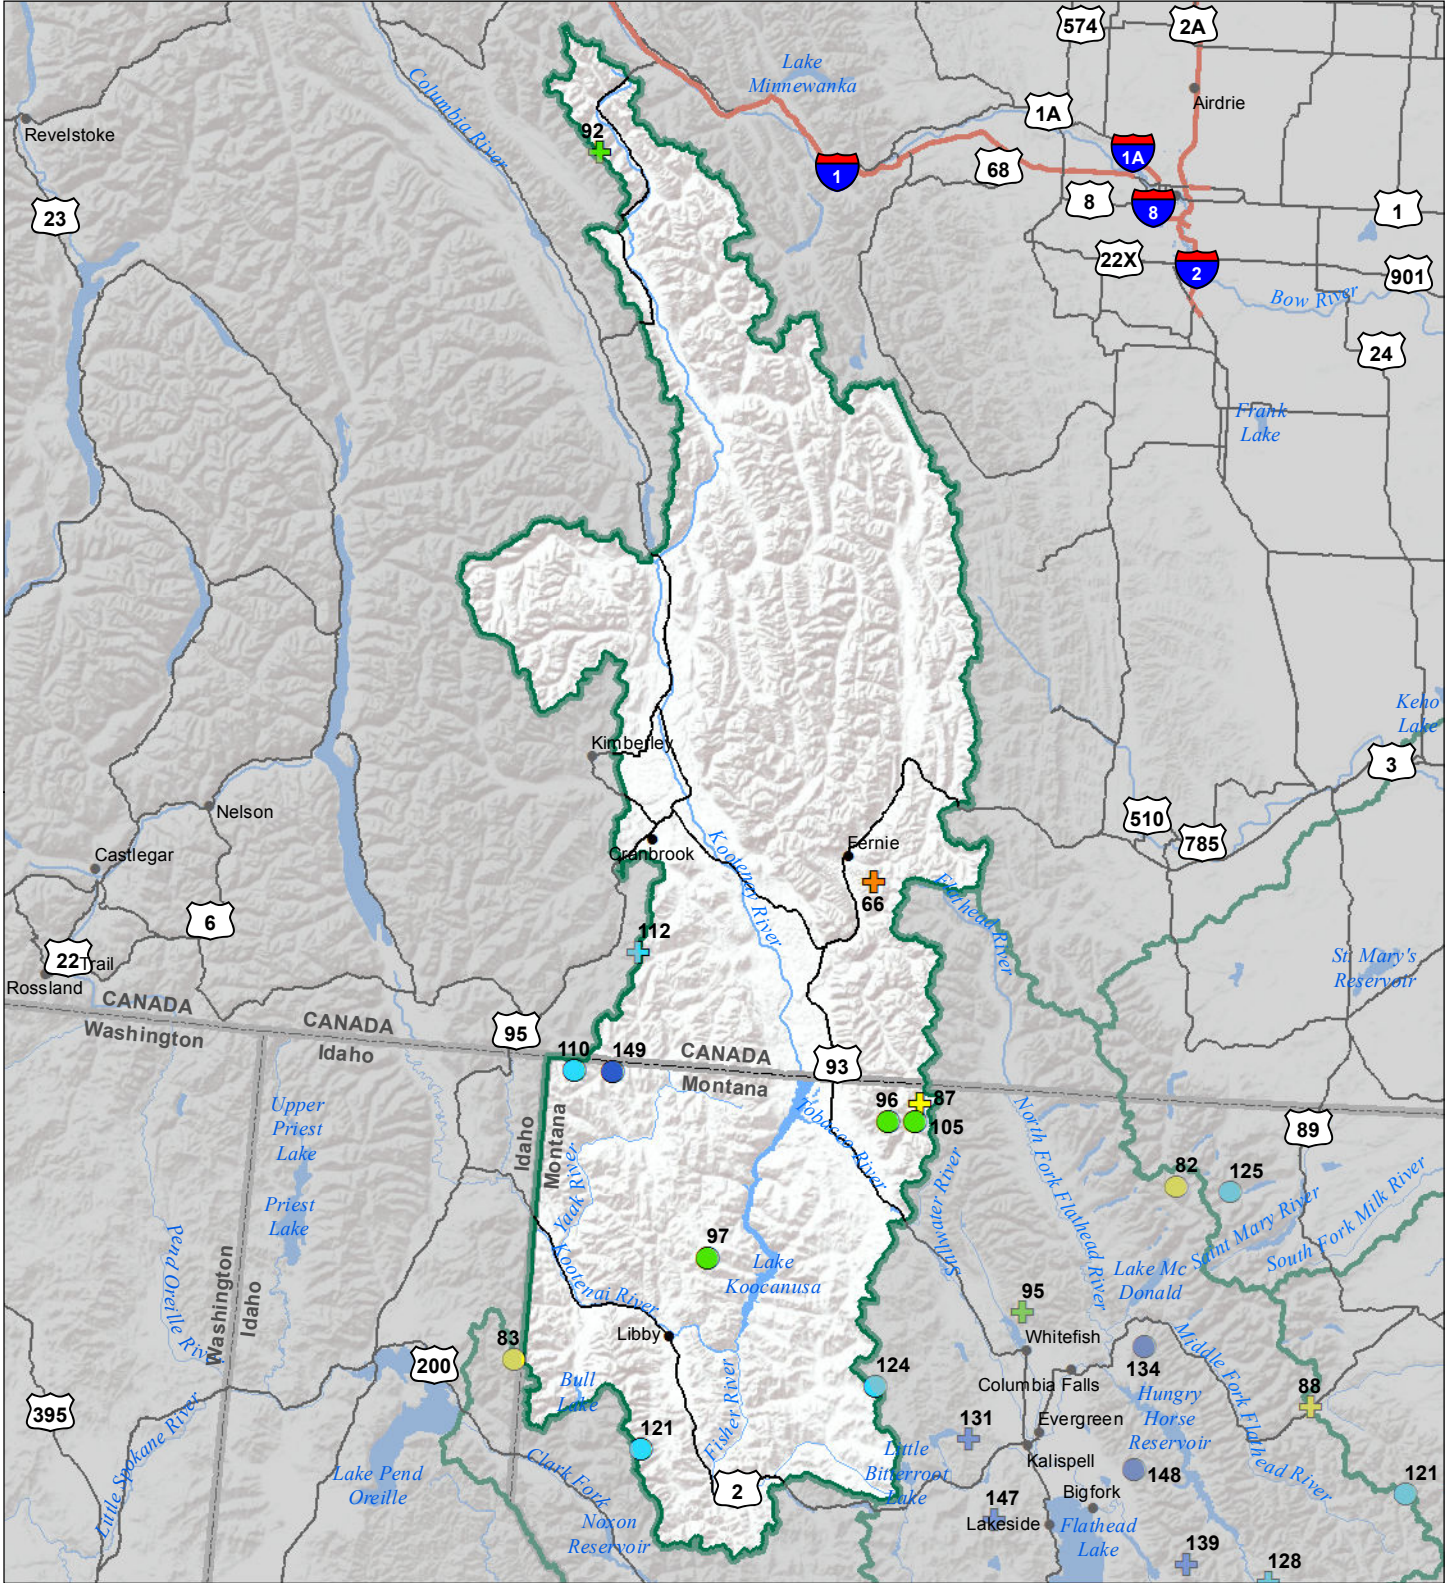 574
2A
Lake
Minnewanka
Columbia River
Airdrie
1A
Revelstoke
92
1A
1
68
8
8
1
23
22X
2
901
Bow River
24
Frank
Lake
Keho
Lake
Kimberley
3
Nelson
510
785
Castlegar
Cranbrook
Kootenay River
Fernie
66
Flathead River
6
112
22
Trail
Rossland
St. Mary's
Reservoir
CANADA
Washington
CANADA
Idaho
95
110
149
CANADA
Montana
93
87
96
105
Tobacco River
Upper
Priest
Lake
Idaho
Montana
North Fork Flathead River
89
Yaak River
Stillwater River
82
125
Priest
Lake
Saint Mary River
South Fork Milk River
Pend Oreille River
97
Kootenai River
Lake
Koocanusa
Lake Mc
Donald
Washington
Idaho
95
Libby
Whitefish
83
200
134
Middle Fork Flathead River
Bull
Lake
Fisher River
124
Columbia Falls
Hungry
Horse
Reservoir
88
395
Little Spokane River
121
131
Evergreen
Kalispell
Little
Bitterroot
Lake
Lake Pend
Oreille
Clark Fork
148
121
2
Bigfork
147
Noxon
Reservoir
Lakeside
Flathead
Lake
139
128